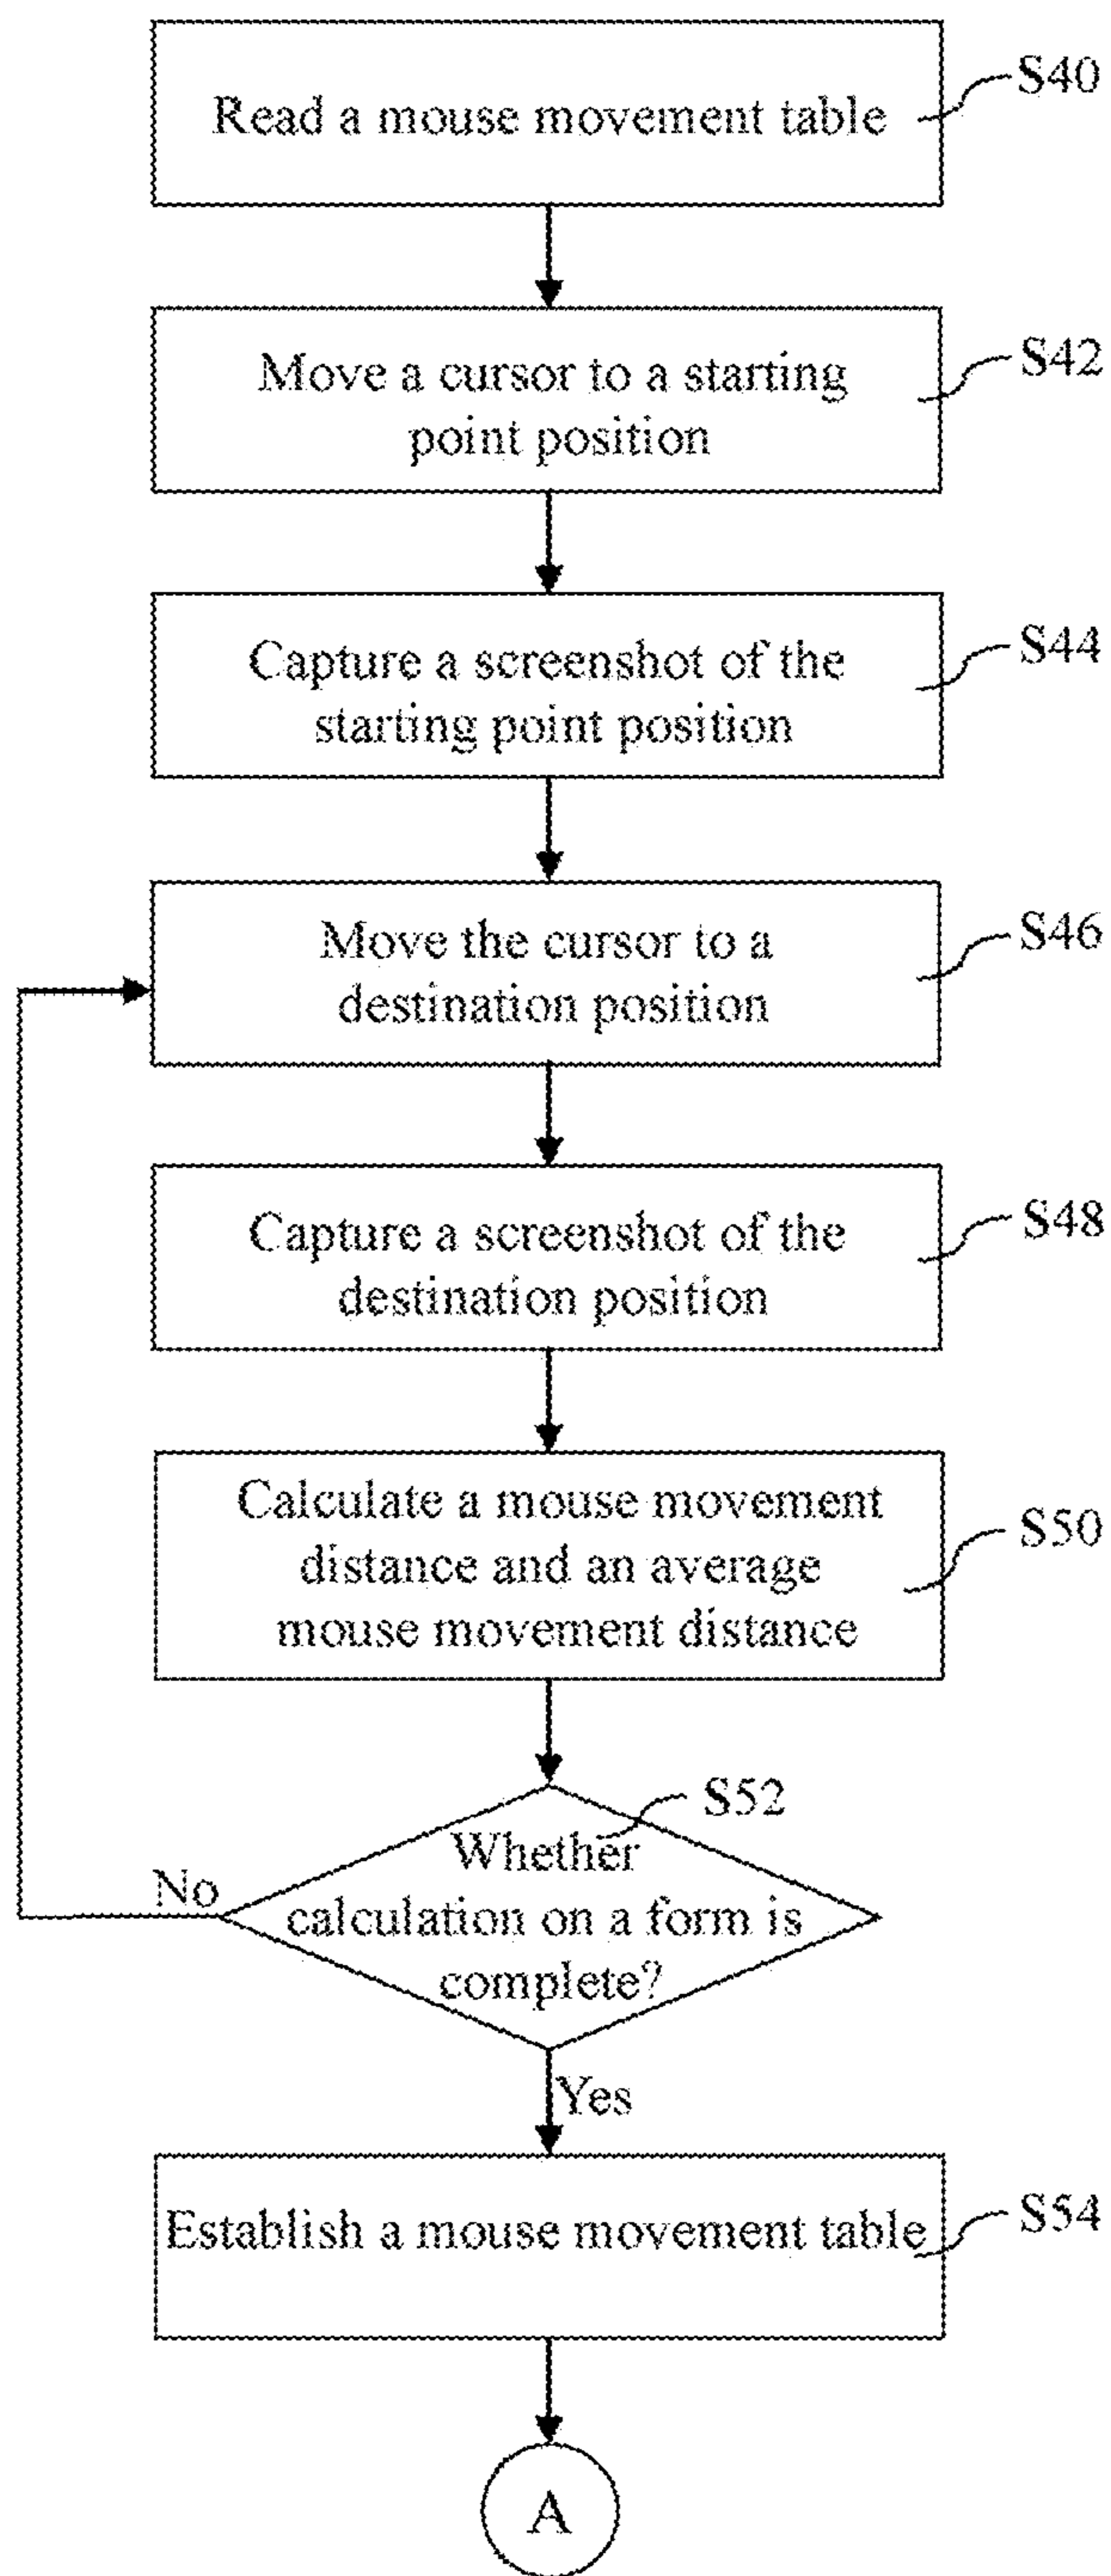 Read a mouse movement table
S40
Move a cursor to a starting
point position
S42
Capture a screenshot of the
starting point position
S44
Move the cursor to a
destination position
S46
Capture a screenshot of the
destination position
S48
Calculate a mouse movement
distance and an average
mouse movement distance
S50
S52
Whether
calculation on a form is
complete?
No
Yes
Establish a mouse movement table
S54
A